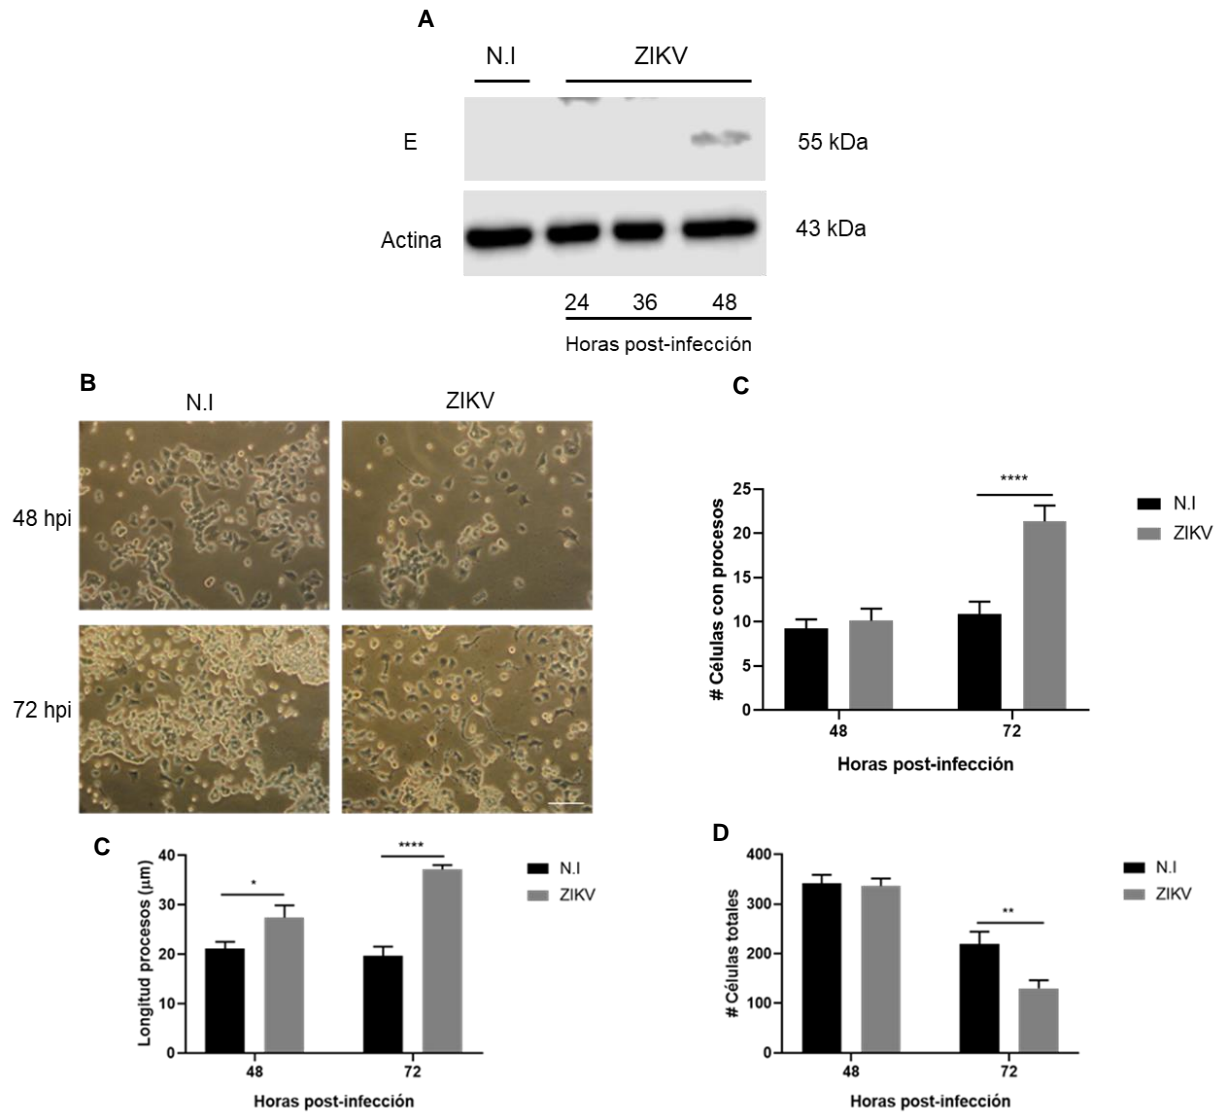 A
N.I ZIKV
E 55 kDa
Actina 43 kDa
24 36 48
Horas post-infección
B
N.I ZIKV
48 hpi
72 hpi
C
****
25
20
15
10
5
0
# Células con procesos
48 72
Horas post-infección
N.I
ZIKV
C
* ****
40
30
20
10
0
Longitud procesos (µm)
48 72
Horas post-infección
N.I
ZIKV
D
**
400
300
200
100
0
# Células totales
48 72
Horas post-infección
N.I
ZIKV